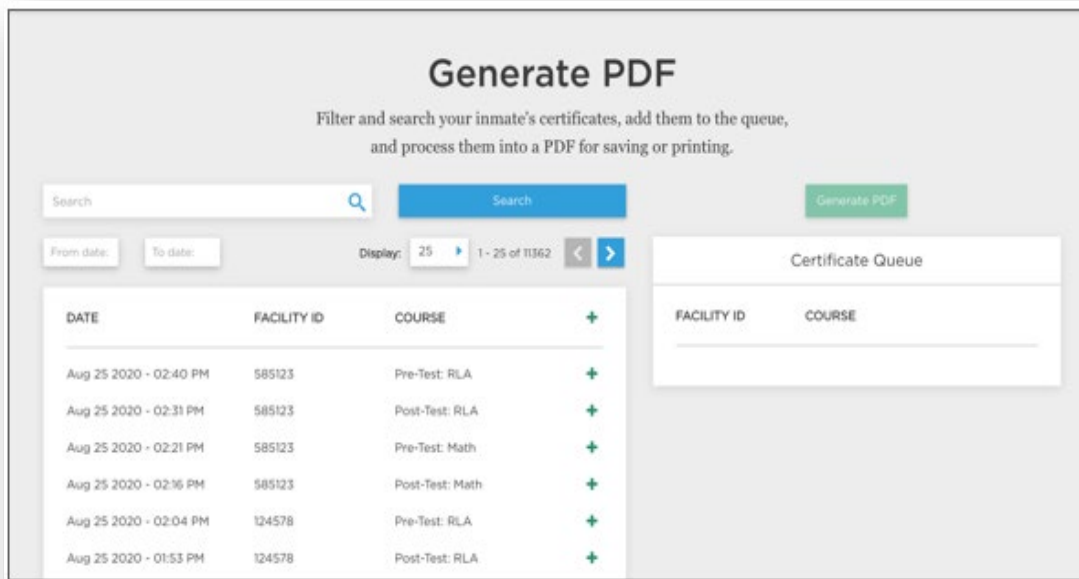 Generate PDF
Filter and search your inmate's certificates, add them to the queue,
and process them into a PDF for saving or printing.
Search
Search
Generate PDF
From date:
To date:
Display: 25 1 - 25 of 11362
Certificate Queue
DATE FACILITY ID COURSE +
FACILITY ID COURSE
Aug 25 2020 - 02:40 PM 585123 Pre-Test: RLA +
Aug 25 2020 - 02:31 PM 585123 Post-Test: RLA +
Aug 25 2020 - 02:21 PM 585123 Pre-Test: Math +
Aug 25 2020 - 02:16 PM 585123 Post-Test: Math +
Aug 25 2020 - 02:04 PM 124578 Pre-Test: RLA +
Aug 25 2020 - 01:53 PM 124578 Post-Test: RLA +